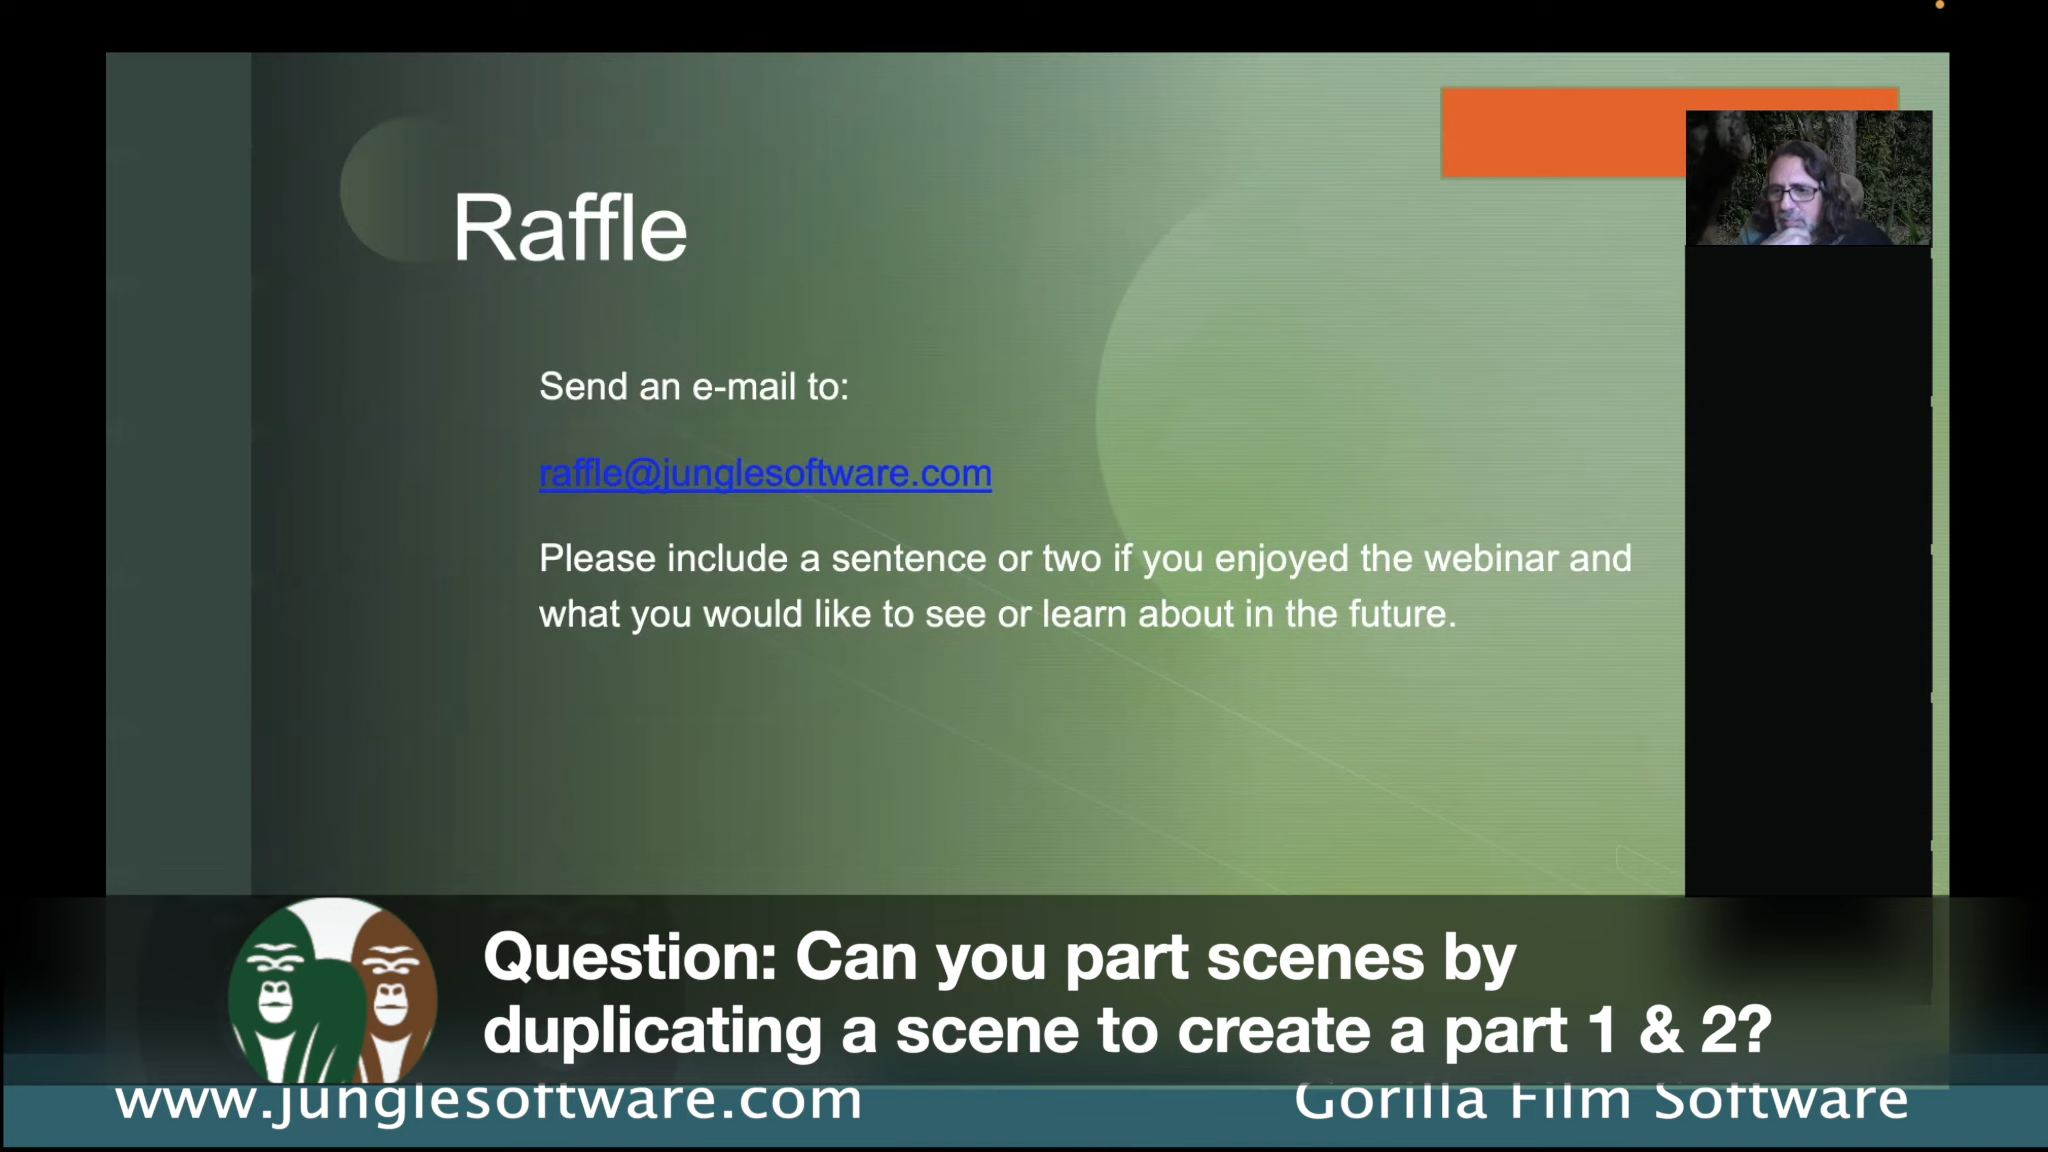 Raffle
Send an e-mail to:
raffle@junglesoftware.com
Please include a sentence or two if you enjoyed the webinar and
what you would like to see or learn about in the future.
Question: Can you part scenes by
duplicating a scene to create a part 1 & 2?
www.junglesoftware.com
Gorilla Film Software